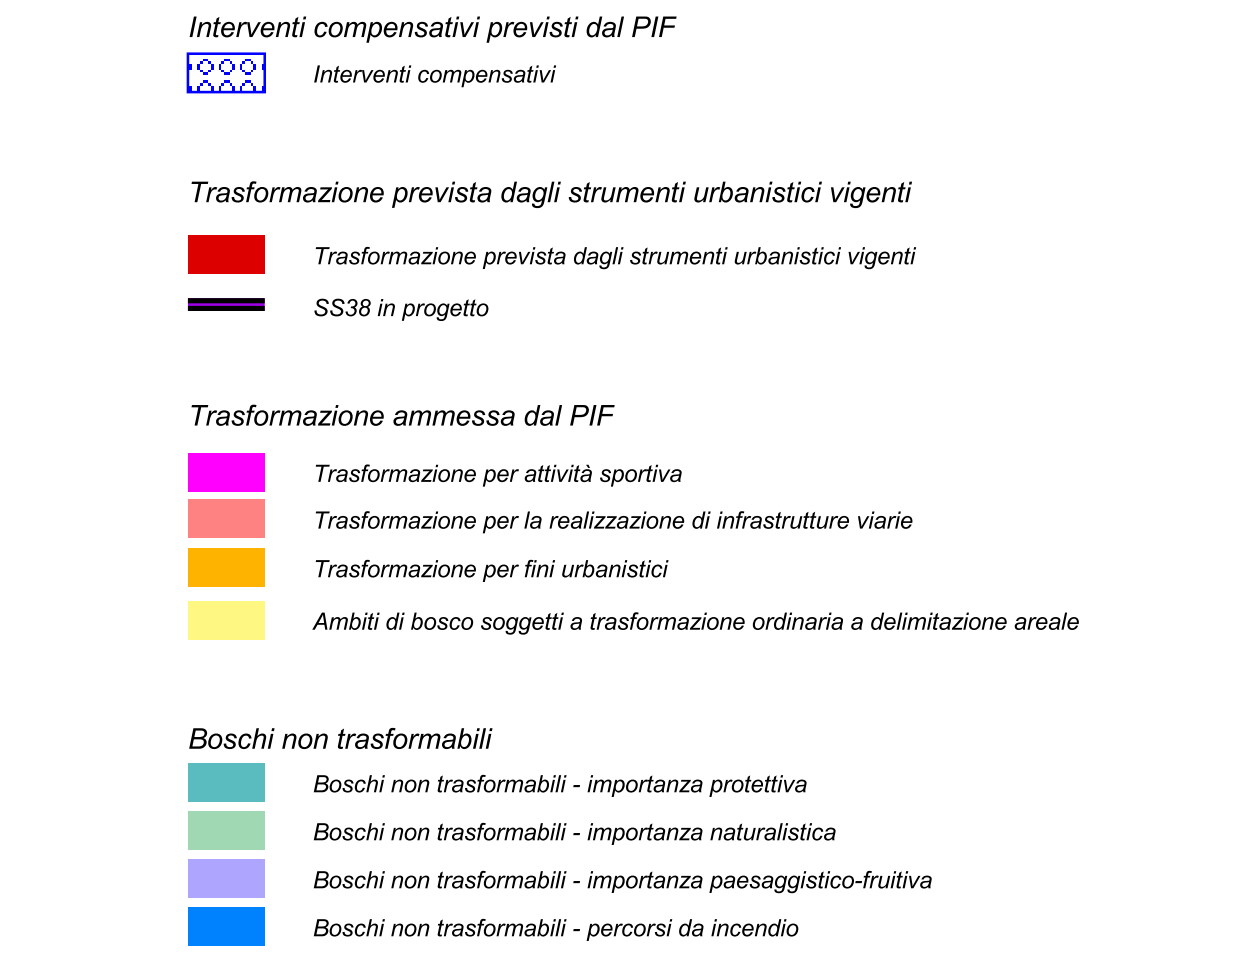 Interventi compensativi previsti dal PIF
Interventi compensativi
Trasformazione prevista dagli strumenti urbanistici vigenti
Trasformazione prevista dagli strumenti urbanistici vigenti
SS38 in progetto
Trasformazione ammessa dal PIF
Trasformazione per attività sportiva
Trasformazione per la realizzazione di infrastrutture viarie
Trasformazione per fini urbanistici
Ambiti di bosco soggetti a trasformazione ordinaria a delimitazione areale
Boschi non trasformabili
Boschi non trasformabili - importanza protettiva
Boschi non trasformabili - importanza naturalistica
Boschi non trasformabili - importanza paesaggistico-fruitiva
Boschi non trasformabili - percorsi da incendio